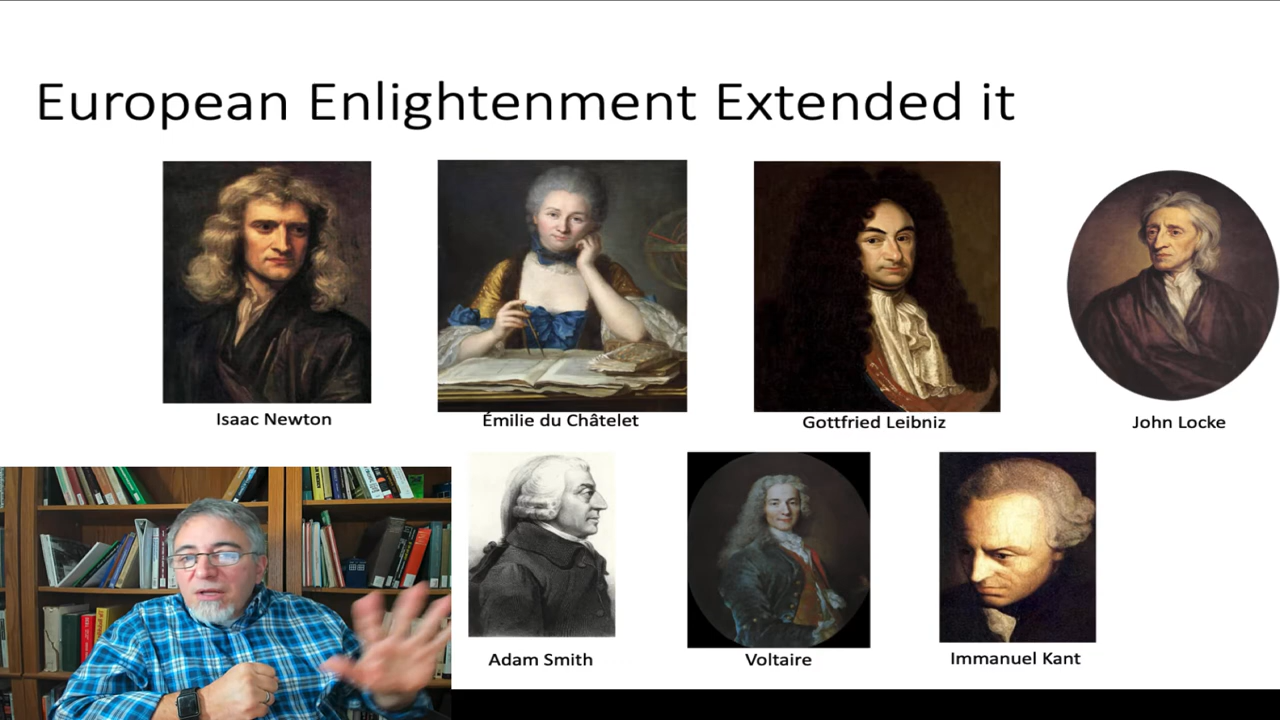 European Enlightenment Extended it
Isaac Newton
Émilie du Châtelet
Gottfried Leibniz
John Locke
Adam Smith
Voltaire
Immanuel Kant